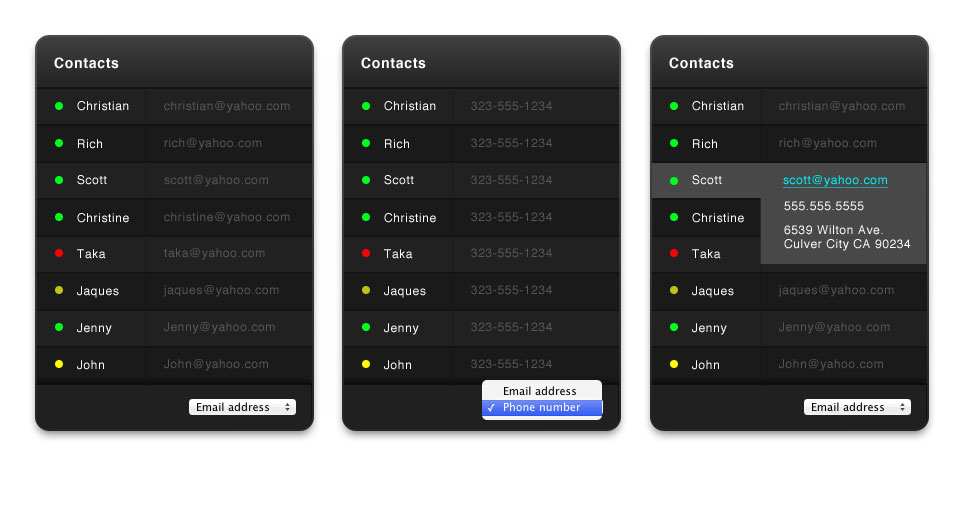 Contacts
Christian christian@yahoo.com
Rich rich@yahoo.com
Scott scott@yahoo.com
Christine christine@yahoo.com
Taka taka@yahoo.com
Jaques jaques@yahoo.com
Jenny Jenny@yahoo.com
John John@yahoo.com
Email address
Contacts
Christian 323-555-1234
Rich 323-555-1234
Scott 323-555-1234
Christine 323-555-1234
Taka 323-555-1234
Jaques 323-555-1234
Jenny 323-555-1234
John 323-555-1234
Email address
✓ Phone number
Contacts
Christian christian@yahoo.com
Rich rich@yahoo.com
Scott scott@yahoo.com
555.555.5555
Christine
6539 Wilton Ave.
Culver City CA 90234
Taka
Jaques jaques@yahoo.com
Jenny Jenny@yahoo.com
John John@yahoo.com
Email address